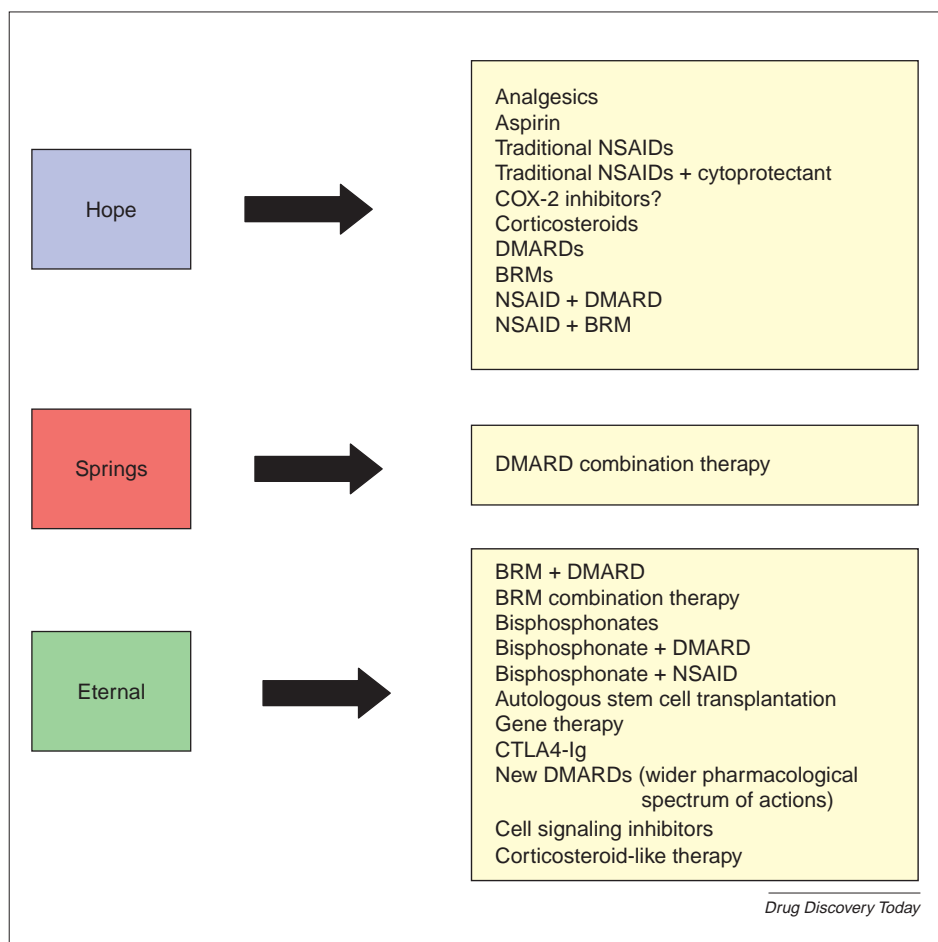 Hope
Analgesics
Aspirin
Traditional NSAIDs
Traditional NSAIDs + cytoprotectant
COX-2 inhibitors?
Corticosteroids
DMARDs
BRMs
NSAID + DMARD
NSAID + BRM
Springs
DMARD combination therapy
Eternal
BRM + DMARD
BRM combination therapy
Bisphosphonates
Bisphosphonate + DMARD
Bisphosphonate + NSAID
Autologous stem cell transplantation
Gene therapy
CTLA4-Ig
New DMARDs (wider pharmacological
spectrum of actions)
Cell signaling inhibitors
Corticosteroid-like therapy
Drug Discovery Today